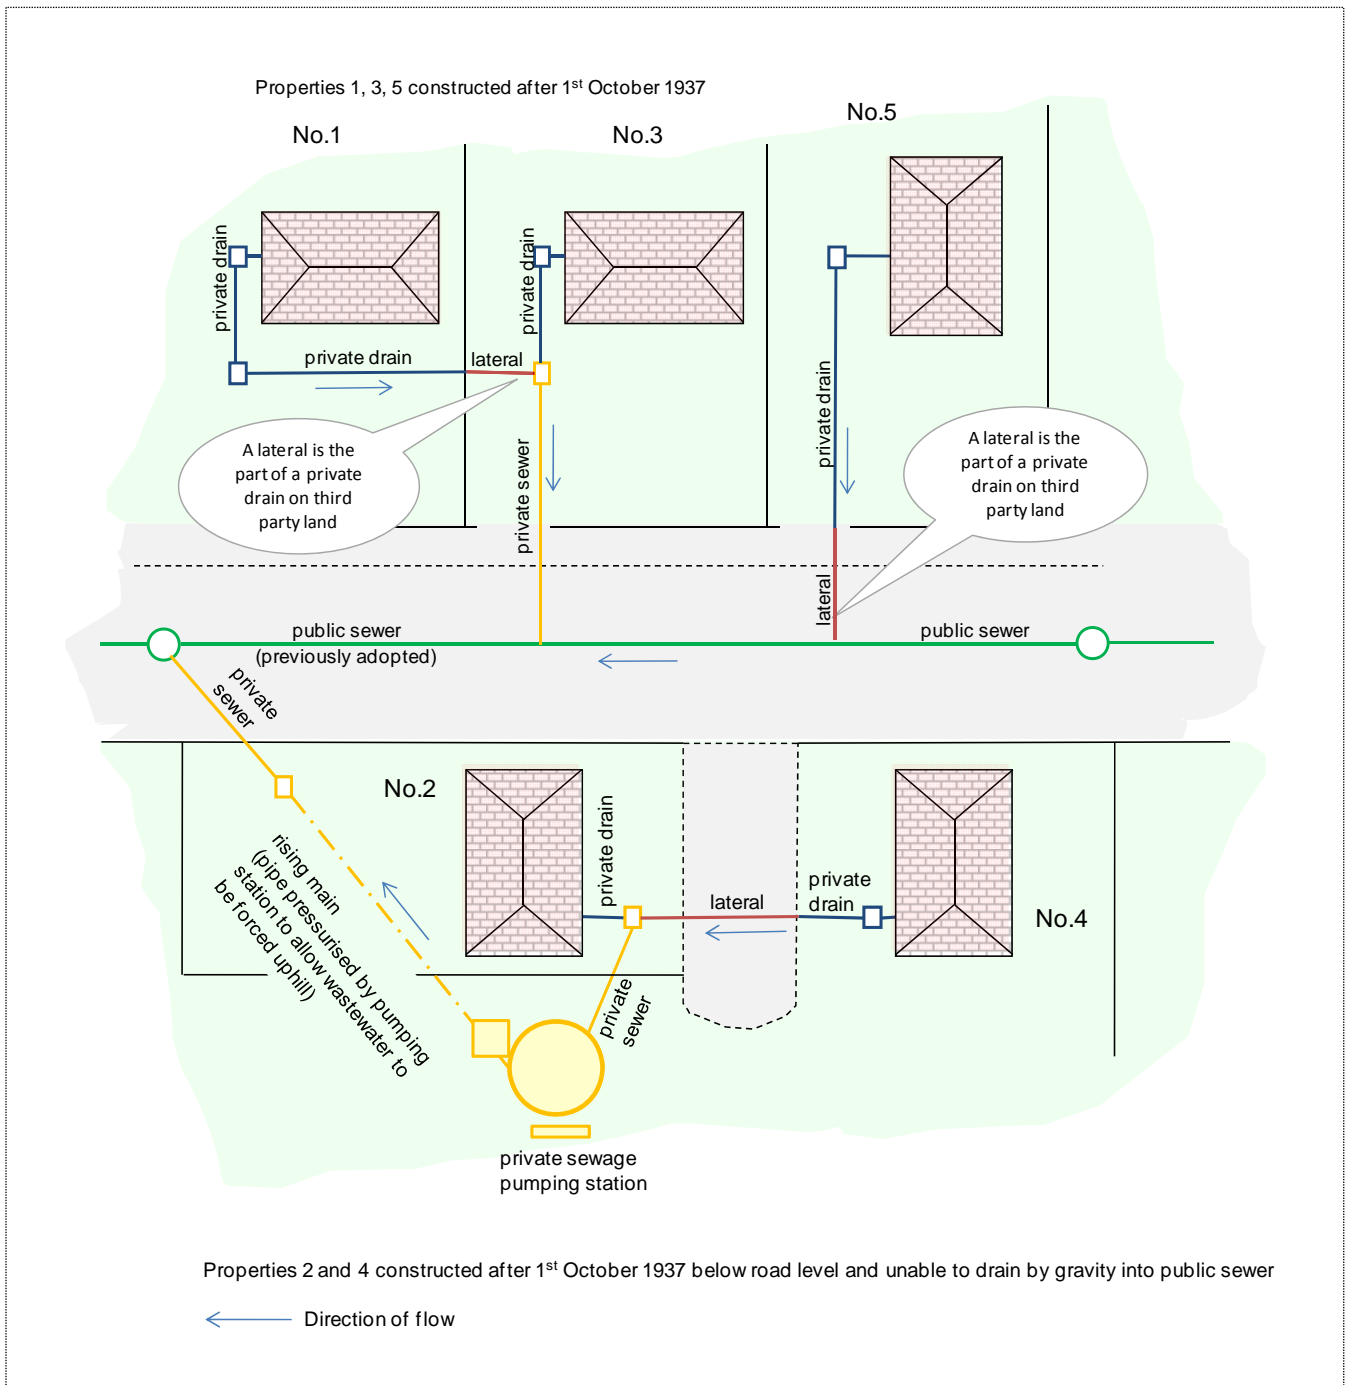 Properties 1, 3, 5 constructed after 1st October 1937
No.1
No.3
No.5
private drain
private drain
private drain
private drain
lateral
private drain
A lateral is the
part of a private
drain on third
party land
private sewer
A lateral is the
part of a private
drain on third
party land
lateral
public sewer
(previously adopted)
public sewer
private
sewer
No.2
private drain
lateral
private
drain
No.4
rising main
(pipe pressurised by pumping
station to allow wastewater to
be forced uphill)
private
sewer
private sewage
pumping station
Properties 2 and 4 constructed after 1st October 1937 below road level and unable to drain by gravity into public sewer
Direction of flow